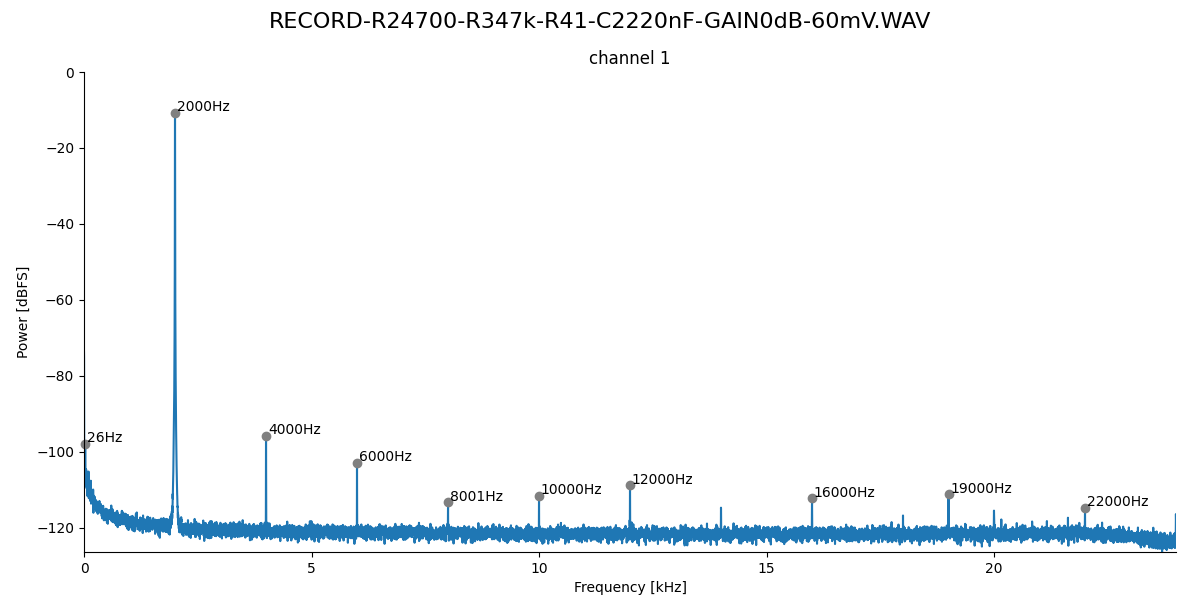 RECORD-R24700-R347k-R41-C2220nF-GAIN0dB-60mV.WAV
channel 1
0
−20
−40
−60
−80
−100
−120
Power [dBFS]
2000Hz
26Hz
4000Hz
6000Hz
8001Hz
10000Hz
12000Hz
16000Hz
19000Hz
22000Hz
0
5
10
15
20
Frequency [kHz]